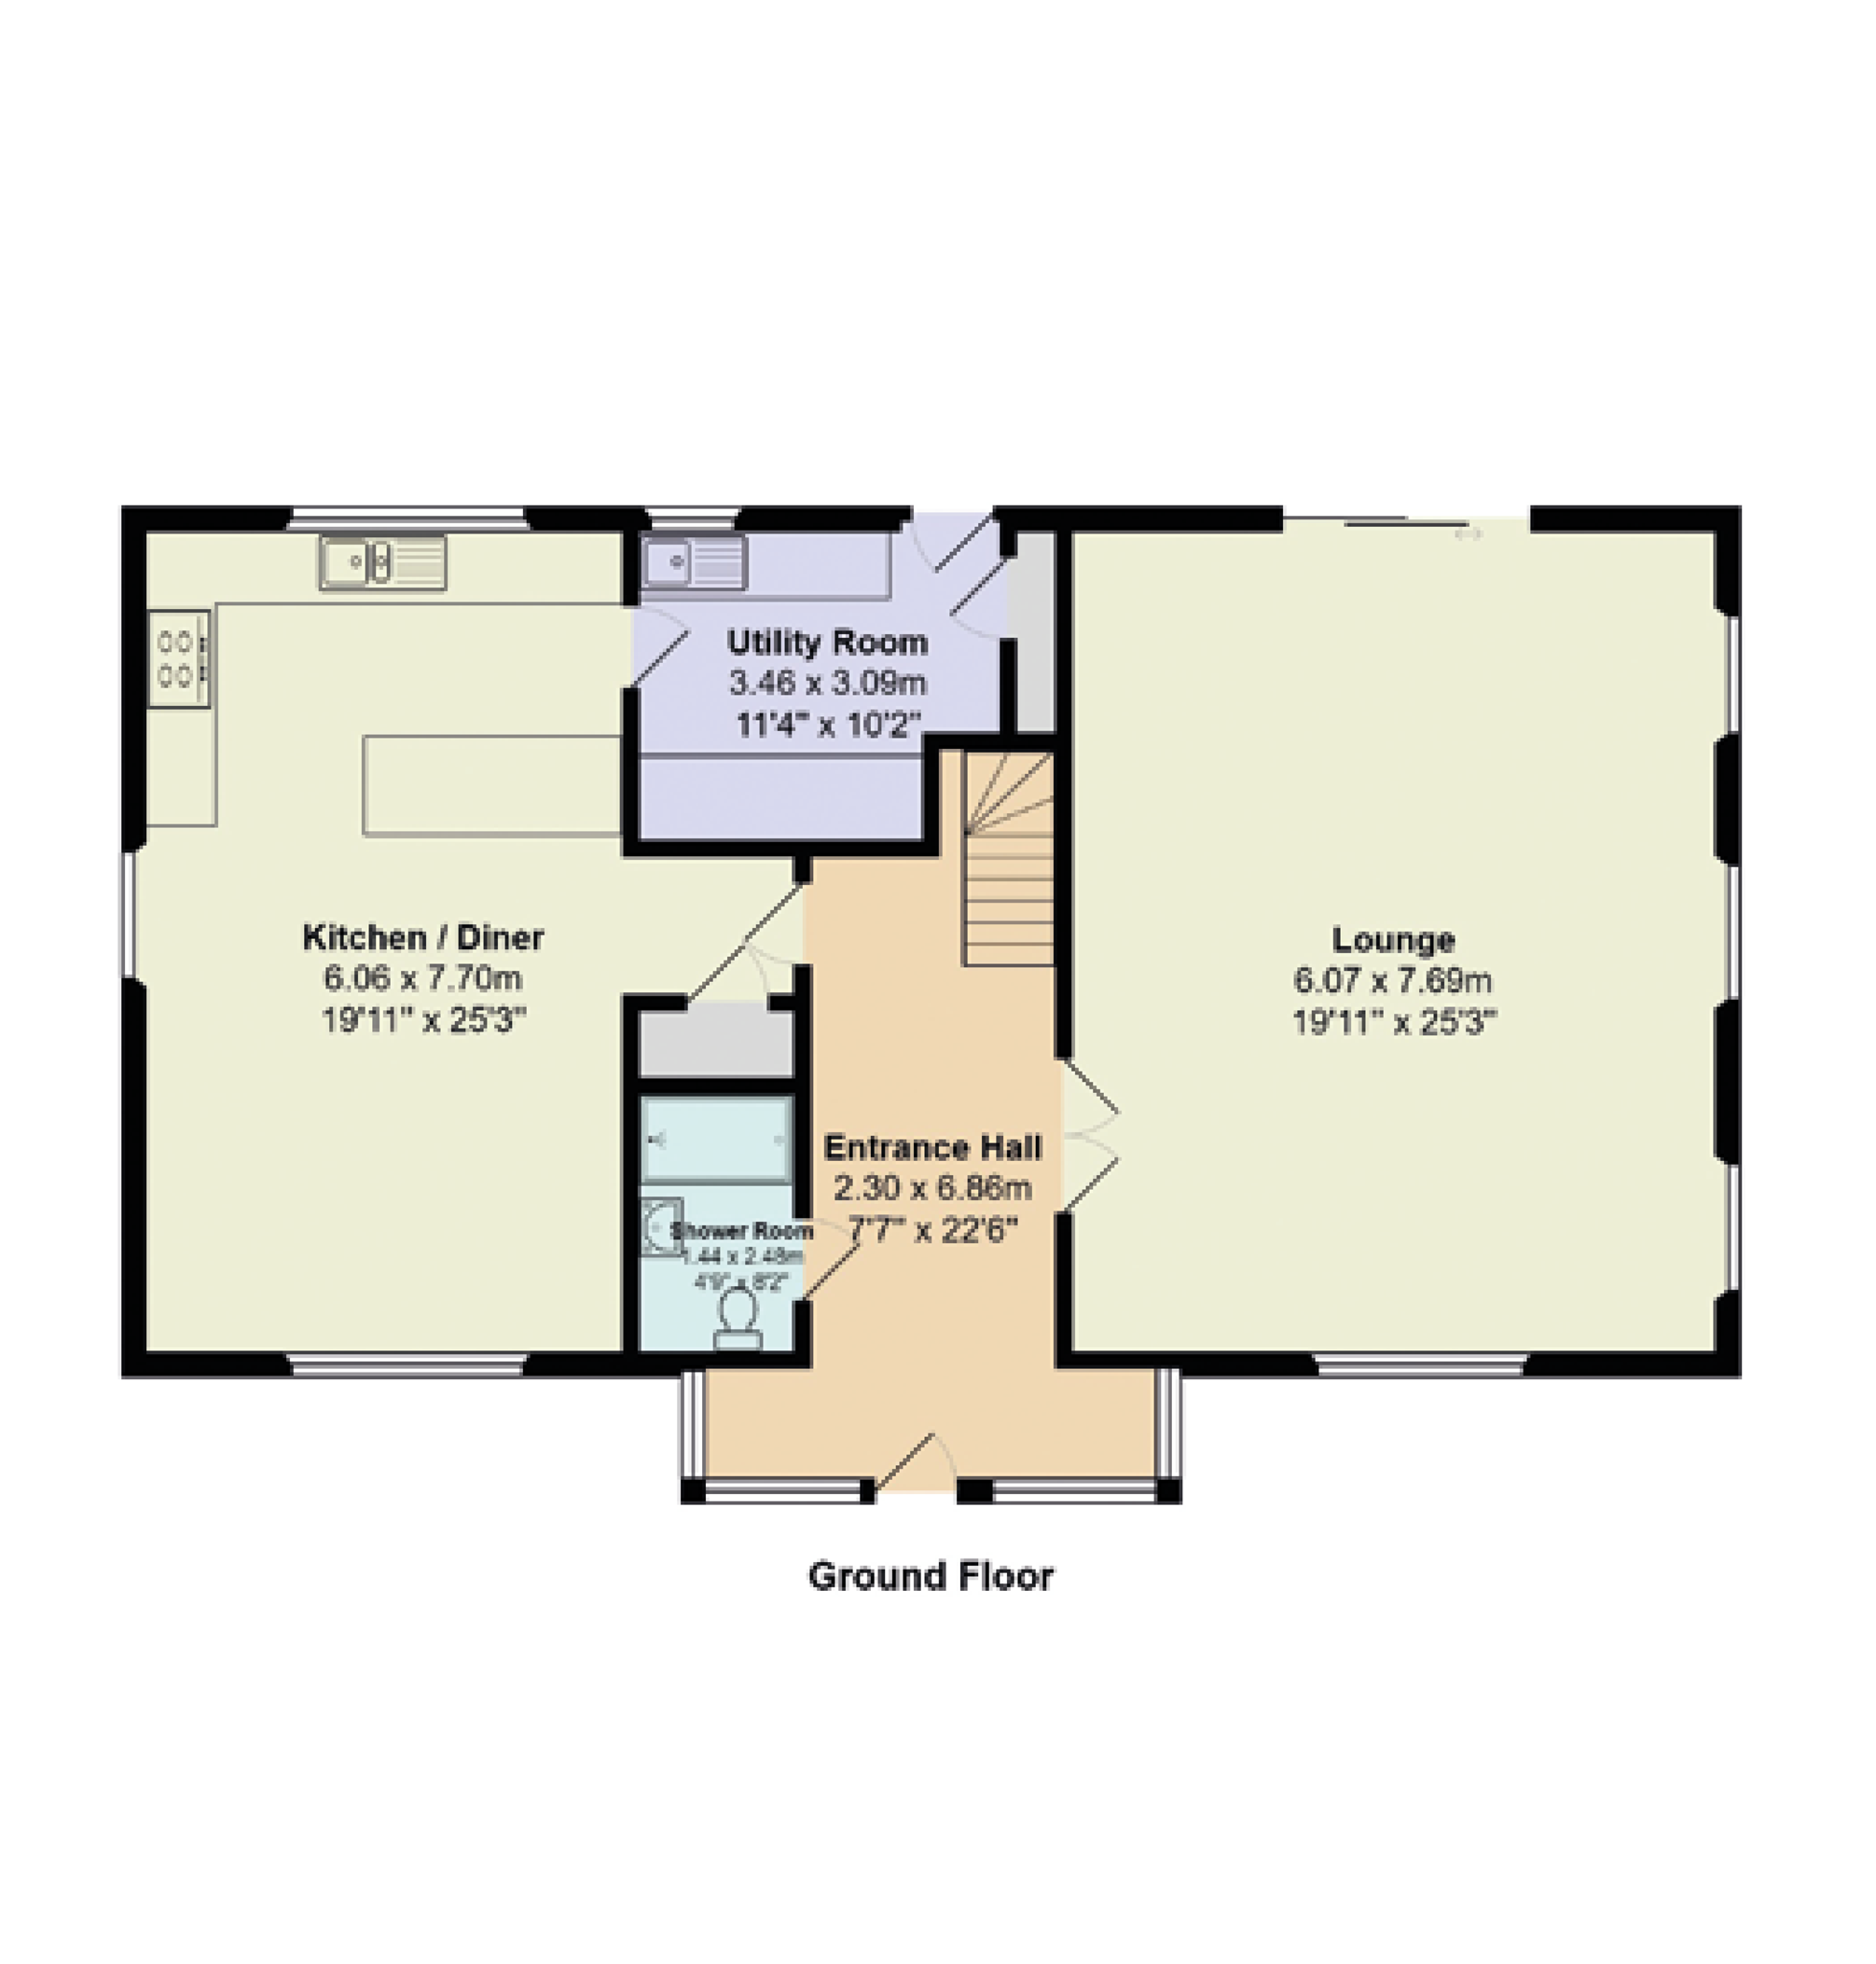 Utility Room
3.46 x 3.09m
11'4" x 10'2"
Kitchen / Diner
6.06 x 7.70m
19'11" x 25'3"
Lounge
6.07 x 7.69m
19'11" x 25'3"
Entrance Hall
2.30 x 6.86m
7'7" x 22'6"
Shower Room
1.44 x 2.48m
4'9" x 8'2"
Ground Floor